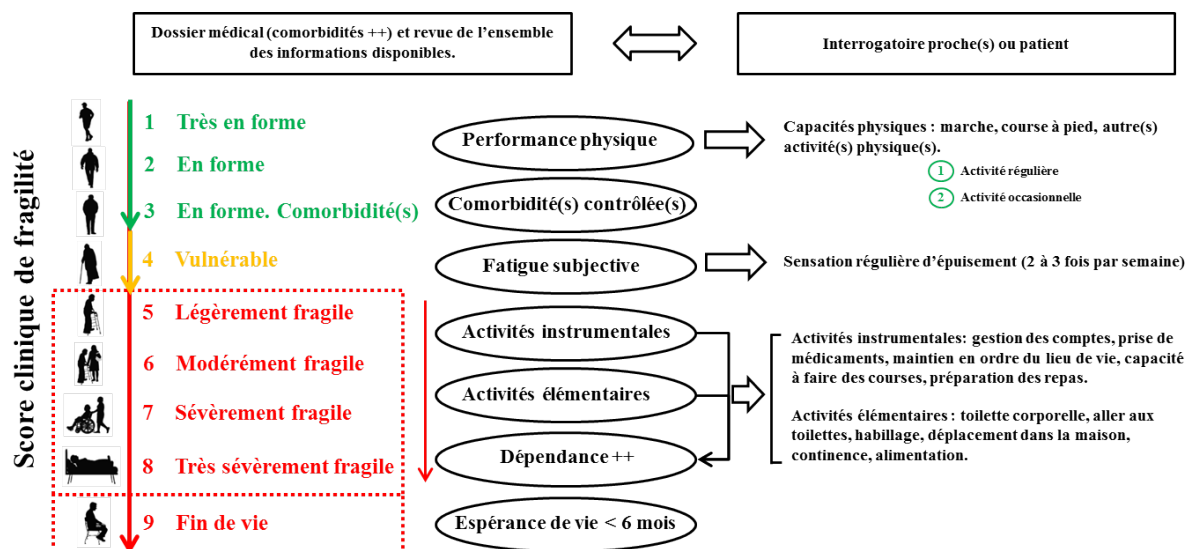 Dossier médical (comorbidités ++) et revue de l’ensemble
des informations disponibles.
Interrogatoire proche(s) ou patient
Score clinique de fragilité
1 Très en forme
2 En forme
3 En forme. Comorbidité(s)
4 Vulnérable
5 Légèrement fragile
6 Modérément fragile
7 Sévèrement fragile
8 Très sévèrement fragile
9 Fin de vie
Performance physique
Comorbidité(s) contrôlée(s)
Fatigue subjective
Activités instrumentales
Activités élémentaires
Dépendance ++
Espérance de vie < 6 mois
Capacités physiques : marche, course à pied, autre(s)
activité(s) physique(s).
1 Activité régulière
2 Activité occasionnelle
Sensation régulière d’épuisement (2 à 3 fois par semaine)
Activités instrumentales: gestion des comptes, prise de
médicaments, maintien en ordre du lieu de vie, capacité
à faire des courses, préparation des repas.
Activités élémentaires : toilette corporelle, aller aux
toilettes, habillage, déplacement dans la maison,
continence, alimentation.